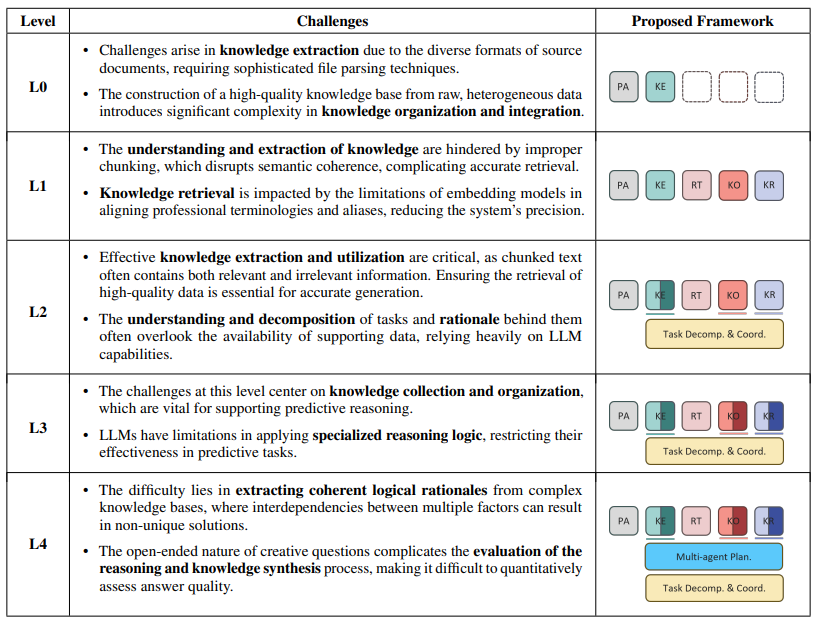 Level Challenges Proposed Framework
L0
• Challenges arise in knowledge extraction due to the diverse formats of source
documents, requiring sophisticated file parsing techniques.
• The construction of a high-quality knowledge base from raw, heterogeneous data
introduces significant complexity in knowledge organization and integration.
PA KE
L1
• The understanding and extraction of knowledge are hindered by improper
chunking, which disrupts semantic coherence, complicating accurate retrieval.
• Knowledge retrieval is impacted by the limitations of embedding models in
aligning professional terminologies and aliases, reducing the system's precision.
PA KE RT KO KR
L2
• Effective knowledge extraction and utilization are critical, as chunked text
often contains both relevant and irrelevant information. Ensuring the retrieval of
high-quality data is essential for accurate generation.
• The understanding and decomposition of tasks and rationale behind them
often overlook the availability of supporting data, relying heavily on LLM
capabilities.
PA KE RT KO KR
Task Decomp. & Coord.
L3
• The challenges at this level center on knowledge collection and organization,
which are vital for supporting predictive reasoning.
• LLMs have limitations in applying specialized reasoning logic, restricting their
effectiveness in predictive tasks.
PA KE RT KO KR
Task Decomp. & Coord.
L4
• The difficulty lies in extracting coherent logical rationales from complex
knowledge bases, where interdependencies between multiple factors can result
in non-unique solutions.
• The open-ended nature of creative questions complicates the evaluation of the
reasoning and knowledge synthesis process, making it difficult to quantitatively
assess answer quality.
PA KE RT KO KR
Multi-agent Plan.
Task Decomp. & Coord.